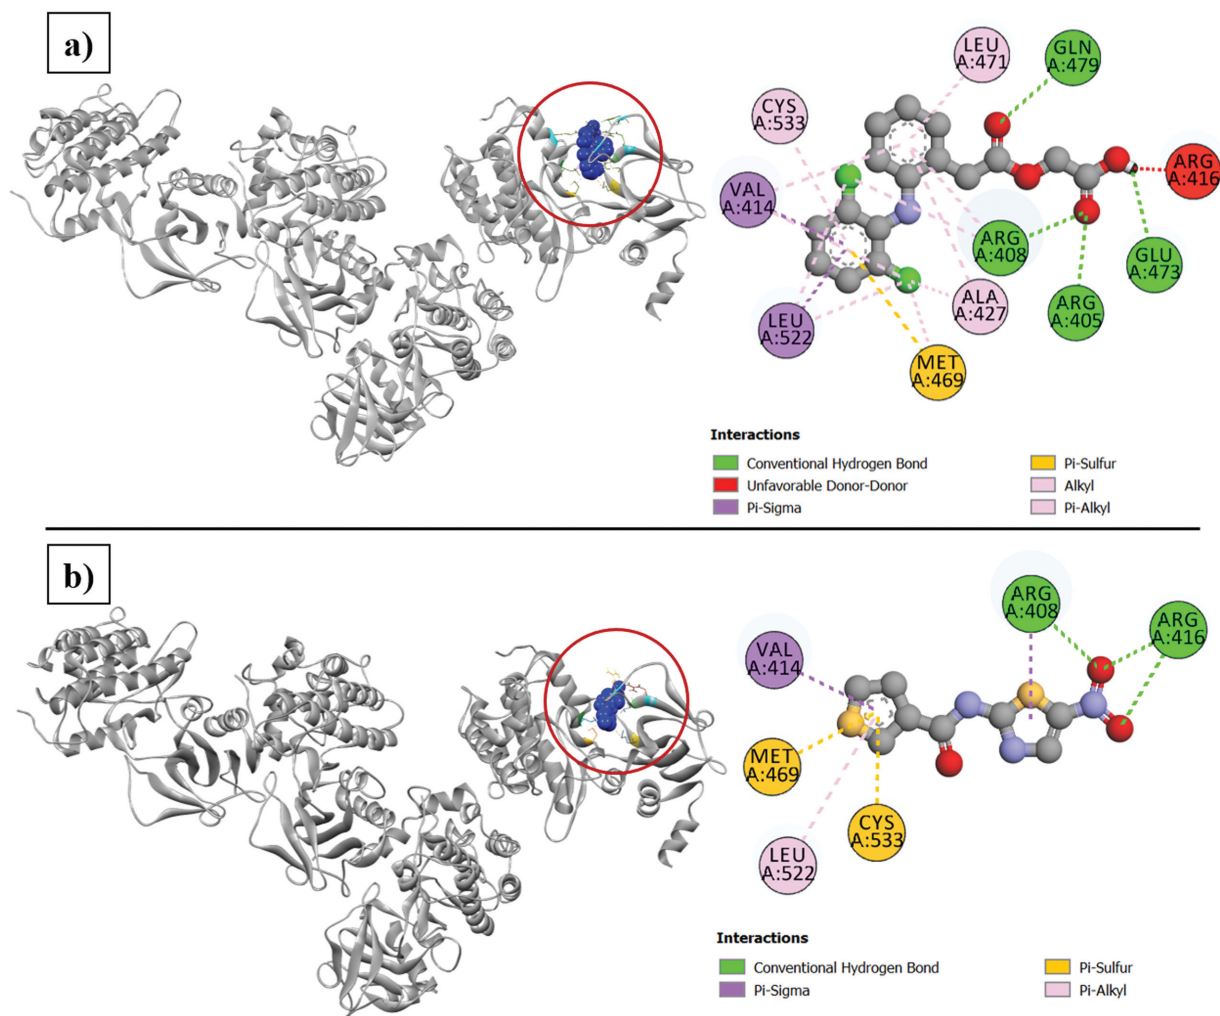 a)
LEU
A:471
GLN
A:479
CYS
A:533
ARG
A:416
VAL
A:414
ARG
A:408
GLU
A:473
ALA
A:427
ARG
A:405
LEU
A:522
MET
A:469
Interactions
Conventional Hydrogen Bond
Unfavorable Donor-Donor
Pi-Sigma
Pi-Sulfur
Alkyl
Pi-Alkyl
b)
ARG
A:408
ARG
A:416
VAL
A:414
MET
A:469
CYS
A:533
LEU
A:522
Interactions
Conventional Hydrogen Bond
Pi-Sigma
Pi-Sulfur
Pi-Alkyl